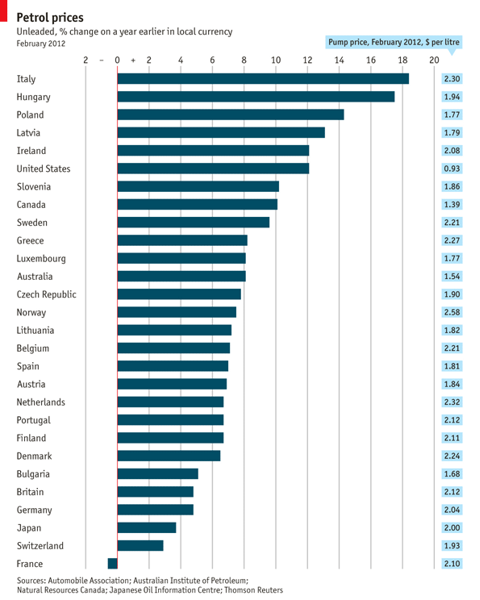 Petrol prices
Unleaded, % change on a year earlier in local currency
February 2012
Pump price, February 2012, $ per litre
2 – 0 + 2 4 6 8 10 12 14 16 18 20
Italy 2.30
Hungary 1.94
Poland 1.77
Latvia 1.79
Ireland 2.08
United States 0.93
Slovenia 1.86
Canada 1.39
Sweden 2.21
Greece 2.27
Luxembourg 1.77
Australia 1.54
Czech Republic 1.90
Norway 2.58
Lithuania 1.82
Belgium 2.21
Spain 1.81
Austria 1.84
Netherlands 2.32
Portugal 2.12
Finland 2.11
Denmark 2.24
Bulgaria 1.68
Britain 2.12
Germany 2.04
Japan 2.00
Switzerland 1.93
France 2.10
Sources: Automobile Association; Australian Institute of Petroleum;
Natural Resources Canada; Japanese Oil Information Centre; Thomson Reuters